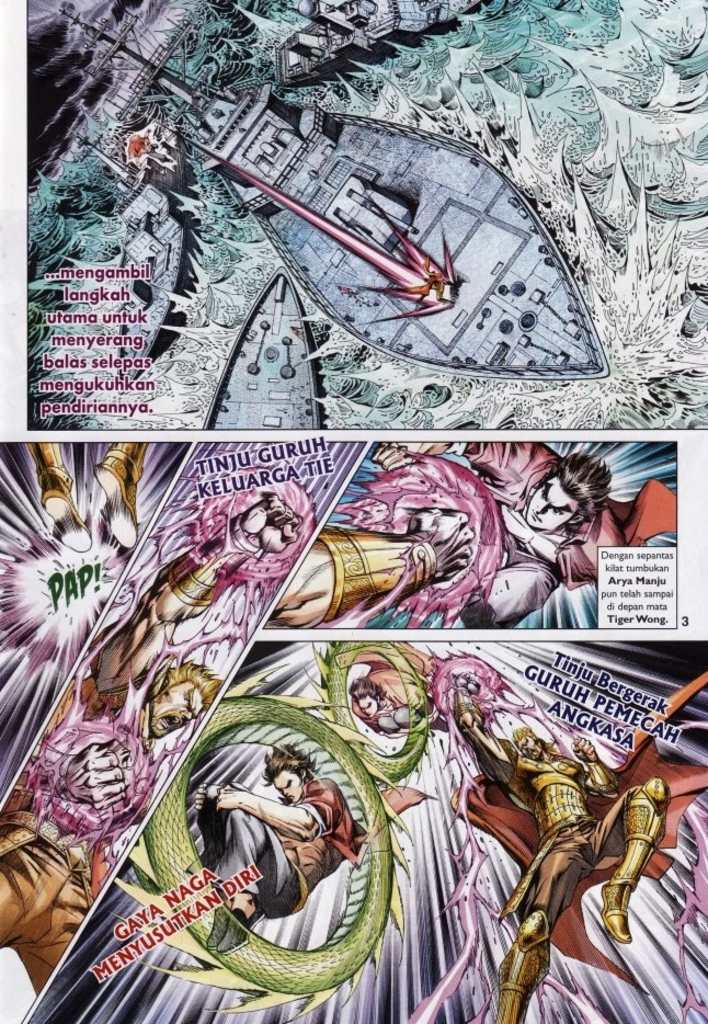 ...mengambil
langkah
utama untuk
menyerang
balas selepas
mengukuhkan
pendiriannya.
TINJU GURUH
KELUARGA TIE
PAP!
Dengan sepantas
kilat tumbukan
Arya Manju
pun telah sampai
di depan mata
Tiger Wong.
3
Tinju Bergerak
GURUH PEMECAH
ANGKASA
GAYA NAGA
MENYUSUTKAN DIRI